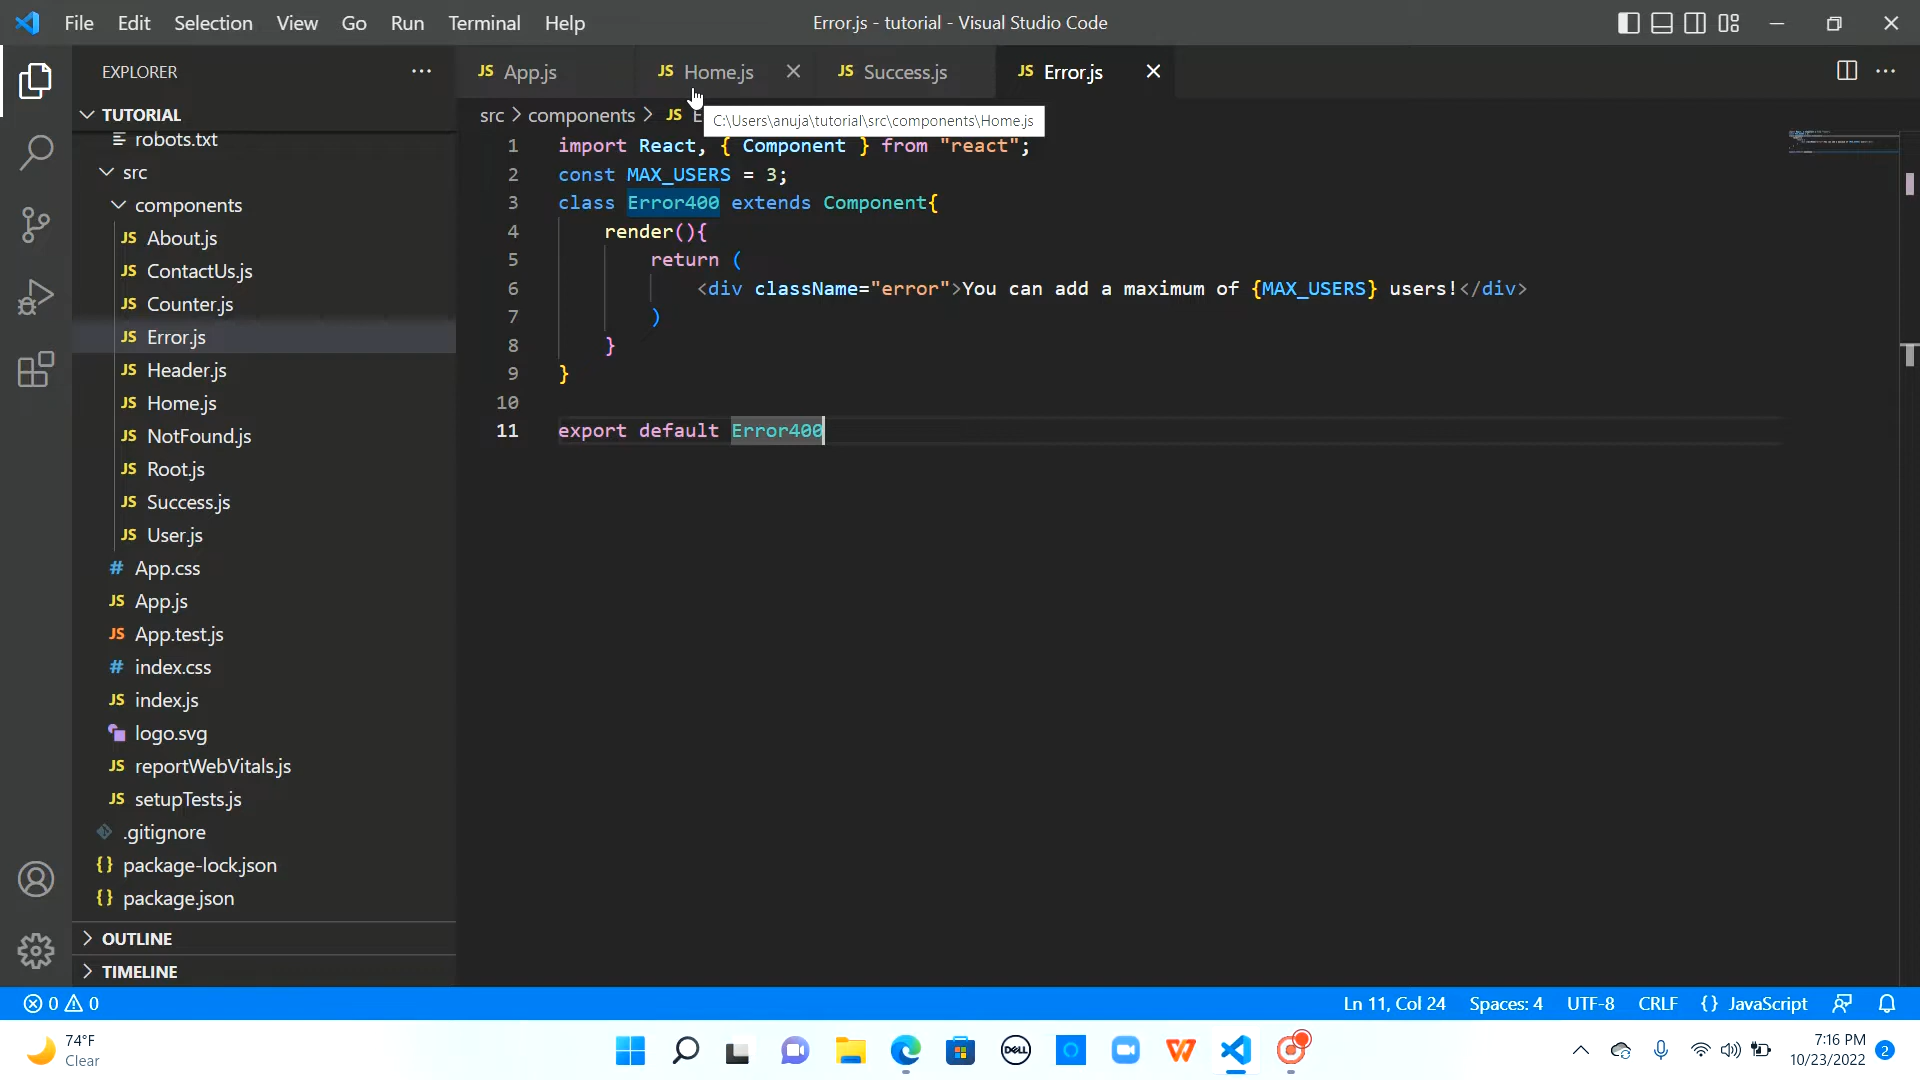 File Edit Selection View Go Run Terminal Help
Error.js - tutorial - Visual Studio Code
EXPLORER
TUTORIAL
robots.txt
src
components
JS About.js
JS ContactUs.js
JS Counter.js
JS Error.js
JS Header.js
JS Home.js
JS NotFound.js
JS Root.js
JS Success.js
JS User.js
# App.css
JS App.js
JS App.test.js
# index.css
JS index.js
logo.svg
JS reportWebVitals.js
JS setupTests.js
.gitignore
{} package-lock.json
{} package.json
OUTLINE
TIMELINE
JS App.js
JS Home.js
JS Success.js
JS Error.js
src > components > JS E
C:\Users\anuja\tutorial\src\components\Home.js
1 import React, { Component } from "react";
2 const MAX_USERS = 3;
3 class Error400 extends Component{
4 render(){
5 return (
6 <div className="error">You can add a maximum of {MAX_USERS} users!</div>
7 )
8 }
9 }
10
11 export default Error400
0 0
Ln 11, Col 24 Spaces: 4 UTF-8 CRLF {} JavaScript
74°F
Clear
DELL
7:16 PM
10/23/2022
2